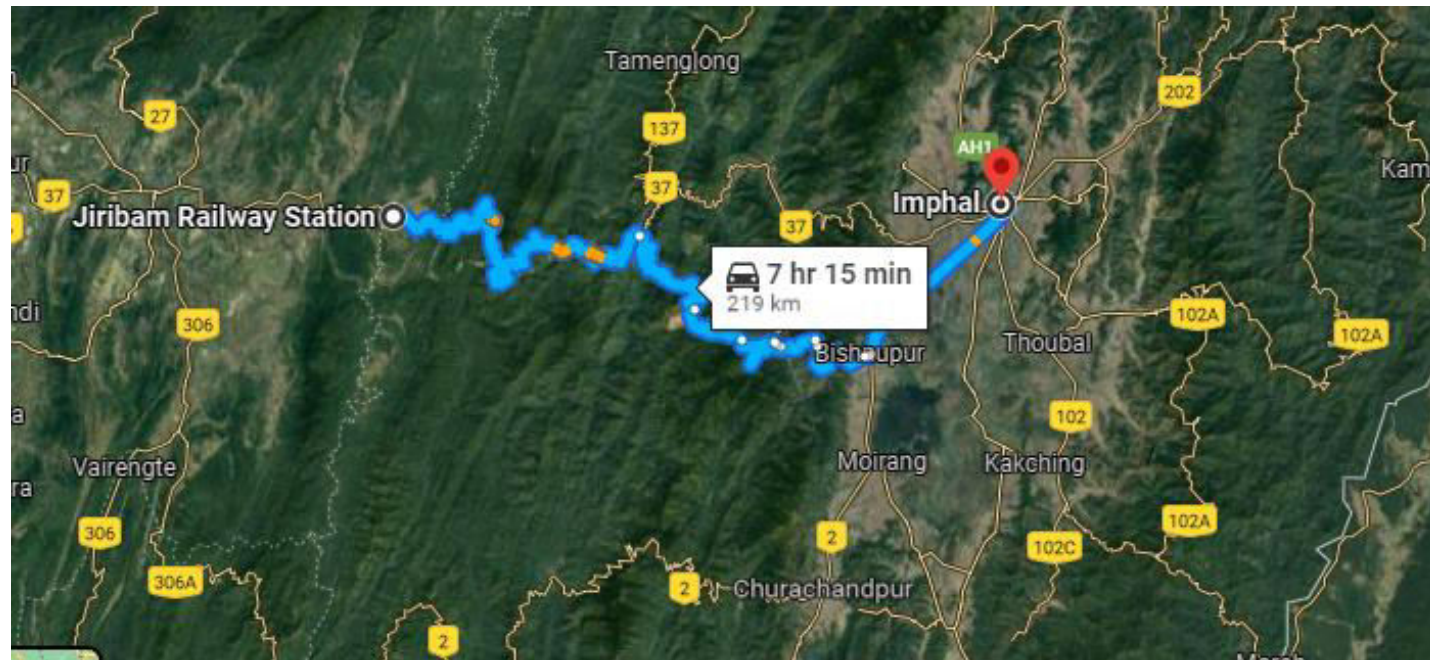 Tamenglong
202
27
137
AH1
Kam
ur
37
37
Jiribam Railway Station
Imphal
37
7 hr 15 min
219 km
ndi
306
102A
Bishnupur
Thoubal
102A
a
102
Vairengte
Moirang
Kakching
ra
306
2
102A
102C
306A
2
Churachandpur
2